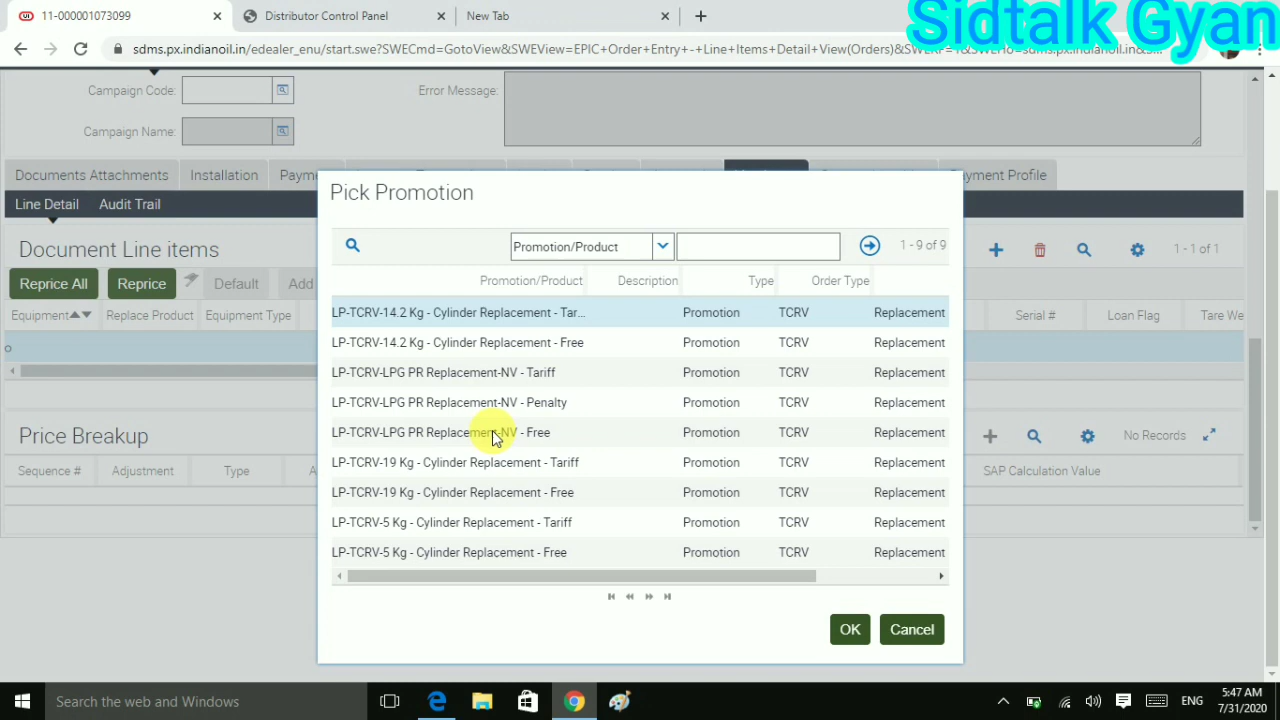 11-000001073099
Distributor Control Panel
New Tab
Sidtalk Gyan
sdms.px.indianoil.in/edealer_enu/start.swe?SWECmd=GotoView&SWEView=EPIC+Order+Entry+-+Line+Items+Detail+View(Orders)&SWERF=1&SWEHo=sdms.px.indianoil.in&S...
Campaign Code:
Error Message:
Campaign Name:
Documents Attachments
Installation
Payme
ayment Profile
Line Detail
Audit Trail
Pick Promotion
Document Line items
Promotion/Product
1 - 9 of 9
1 - 1 of 1
Reprice All
Reprice
Default
Add
Promotion/Product Description Type Order Type
Equipment Replace Product Equipment Type
Serial # Loan Flag Tare We
LP-TCRV-14.2 Kg - Cylinder Replacement - Tar... Promotion TCRV Replacement
LP-TCRV-14.2 Kg - Cylinder Replacement - Free Promotion TCRV Replacement
LP-TCRV-LPG PR Replacement-NV - Tariff Promotion TCRV Replacement
LP-TCRV-LPG PR Replacement-NV - Penalty Promotion TCRV Replacement
LP-TCRV-LPG PR Replacement-NV - Free Promotion TCRV Replacement
LP-TCRV-19 Kg - Cylinder Replacement - Tariff Promotion TCRV Replacement
LP-TCRV-19 Kg - Cylinder Replacement - Free Promotion TCRV Replacement
LP-TCRV-5 Kg - Cylinder Replacement - Tariff Promotion TCRV Replacement
LP-TCRV-5 Kg - Cylinder Replacement - Free Promotion TCRV Replacement
Price Breakup
No Records
Sequence # Adjustment Type A
SAP Calculation Value
OK
Cancel
Search the web and Windows
ENG
5:47 AM
7/31/2020